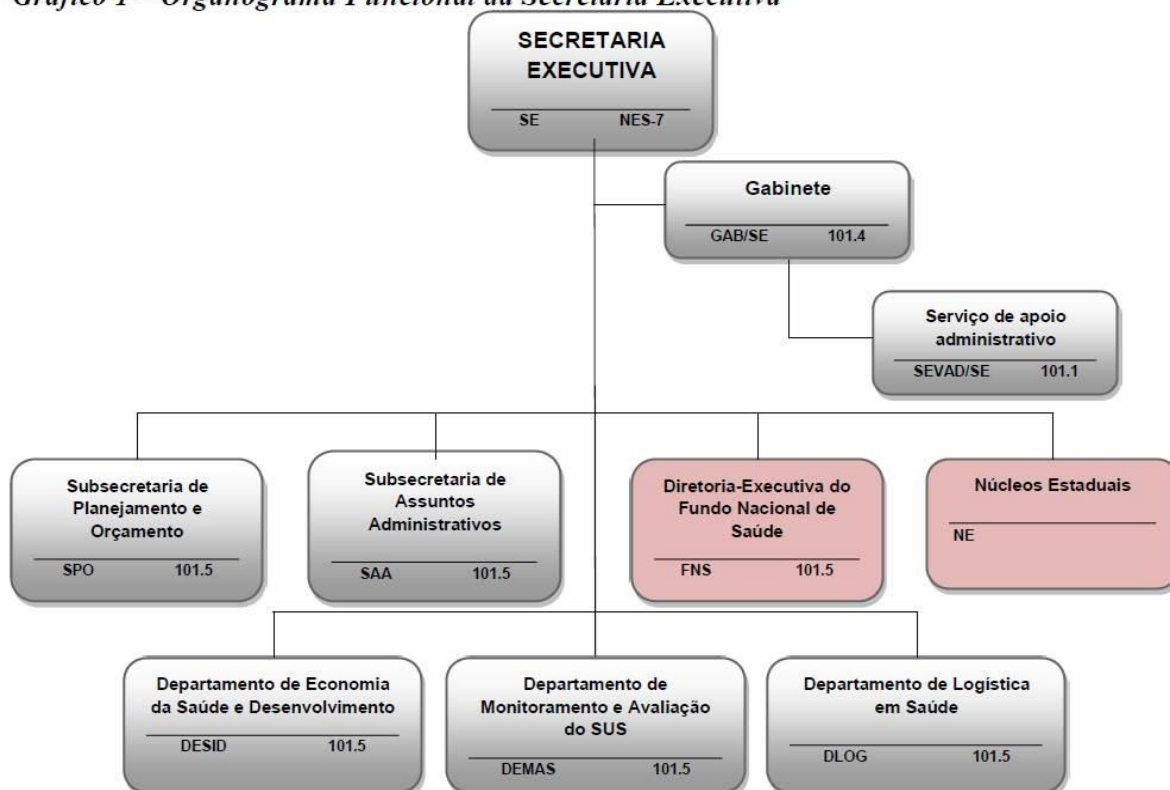 Gráfico 1 – Organograma Funcional da Secretaria Executiva
SECRETARIA
EXECUTIVA
SE NES-7
Gabinete
GAB/SE 101.4
Serviço de apoio
administrativo
SEVAD/SE 101.1
Subsecretaria de
Planejamento e
Orçamento
SPO 101.5
Subsecretaria de
Assuntos
Administrativos
SAA 101.5
Diretoria-Executiva do
Fundo Nacional de
Saúde
FNS 101.5
Núcleos Estaduais
NE
Departamento de Economia
da Saúde e Desenvolvimento
DESID 101.5
Departamento de
Monitoramento e Avaliação
do SUS
DEMAS 101.5
Departamento de Logística
em Saúde
DLOG 101.5